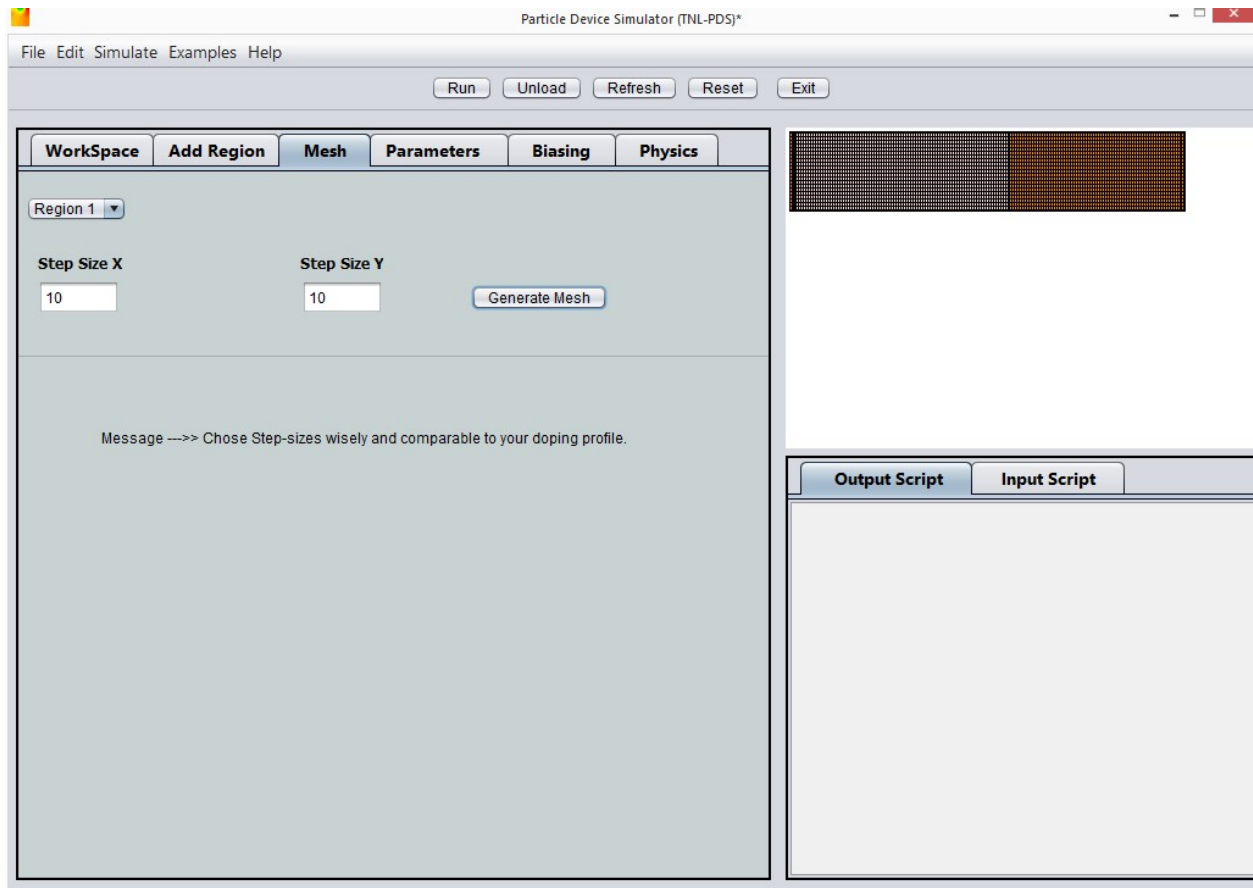 Particle Device Simulator (TNL-PDS)*
File Edit Simulate Examples Help
Run Unload Refresh Reset Exit
WorkSpace Add Region Mesh Parameters Biasing Physics
Region 1
Step Size X Step Size Y
10 10 Generate Mesh
Message --->> Chose Step-sizes wisely and comparable to your doping profile.
Output Script Input Script